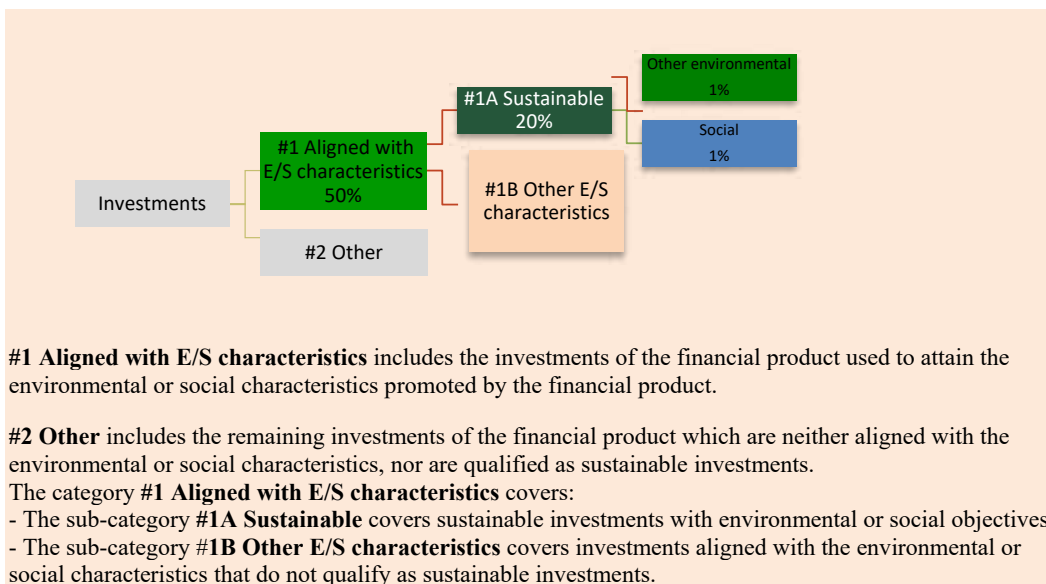 Other environmental
1%
#1A Sustainable
20%
Social
1%
#1 Aligned with
E/S characteristics
50%
#1B Other E/S
characteristics
Investments
#2 Other
#1 Aligned with E/S characteristics includes the investments of the financial product used to attain the
environmental or social characteristics promoted by the financial product.
#2 Other includes the remaining investments of the financial product which are neither aligned with the
environmental or social characteristics, nor are qualified as sustainable investments.
The category #1 Aligned with E/S characteristics covers:
- The sub-category #1A Sustainable covers sustainable investments with environmental or social objectives
- The sub-category #1B Other E/S characteristics covers investments aligned with the environmental or
social characteristics that do not qualify as sustainable investments.